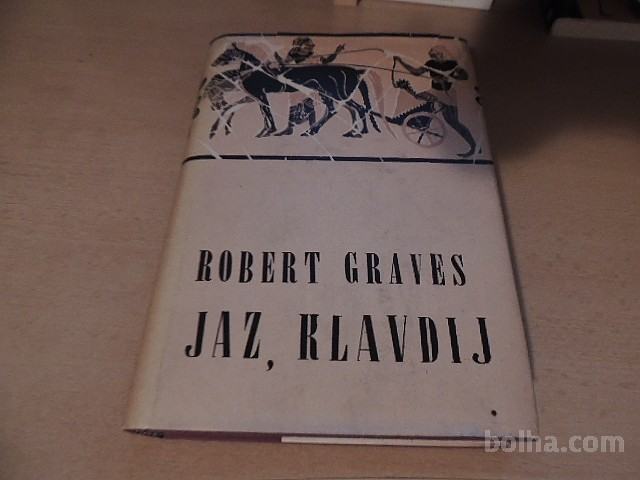 ROBERT GRAVES
JAZ, KLAVDIJ
bolha.com